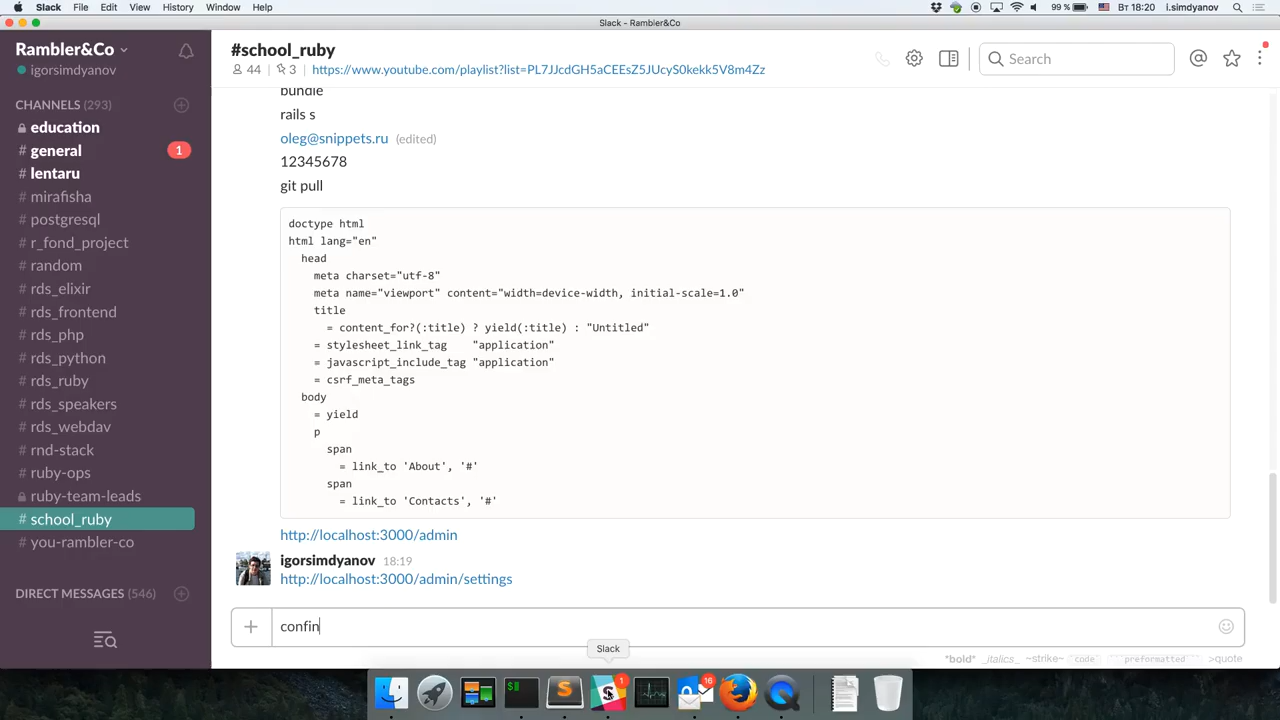 Slack File Edit View History Window Help
99 % Вт 18:20 i.simdyanov
Slack - Rambler&Co
Rambler&Co
igorsimdyanov
CHANNELS (293)
education
# general 1
# lentaru
# mirafisha
# postgresql
# r_fond_project
# random
# rds_elixir
# rds_frontend
# rds_php
# rds_python
# rds_ruby
# rds_speakers
# rds_webdav
# rnd-stack
# ruby-ops
ruby-team-leads
# school_ruby
# you-rambler-co
DIRECT MESSAGES (546)
#school_ruby
44 3 https://www.youtube.com/playlist?list=PL7JJcdGH5aCEEsZ5JUcyS0kekk5V8m4Zz
Search
bundle
rails s
oleg@snippets.ru (edited)
12345678
git pull
doctype html
html lang="en"
head
meta charset="utf-8"
meta name="viewport" content="width=device-width, initial-scale=1.0"
title
= content_for?(:title) ? yield(:title) : "Untitled"
= stylesheet_link_tag "application"
= javascript_include_tag "application"
= csrf_meta_tags
body
= yield
p
span
= link_to 'About', '#'
span
= link_to 'Contacts', '#'
http://localhost:3000/admin
igorsimdyanov 18:19
http://localhost:3000/admin/settings
+ confin
Slack
*bold* _italics_ ~strike~ `code` ```preformatted``` >quote
1
16